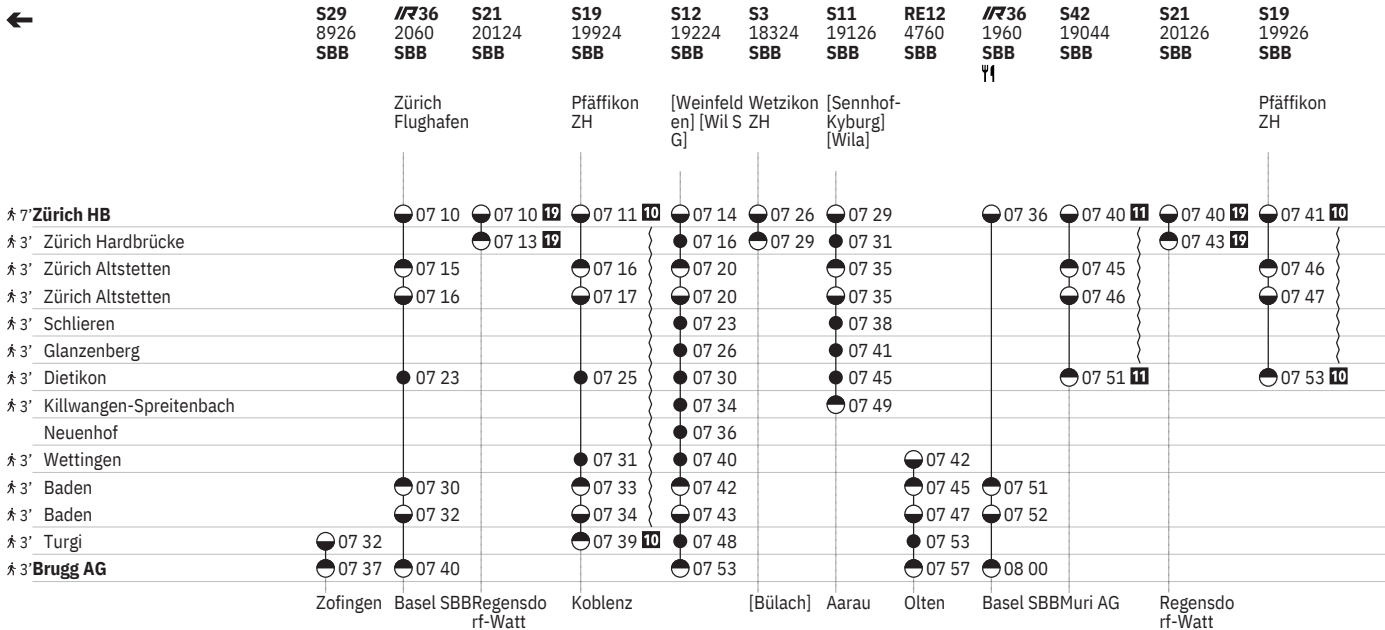 S29 IR36 S21 S19 S12 S3 S11 RE12 IR36 S42 S21 S19
8926 2060 20124 19924 19224 18324 19126 4760 1960 19044 20126 19926
SBB SBB SBB SBB SBB SBB SBB SBB SBB SBB SBB SBB
Zürich Pfäffikon [Weinfeld Wetzikon [Sennhof- Pfäffikon
Flughafen ZH en] [Wil S ZH Kyburg] ZH
G] [Wila]
7' Zürich HB 07 10 07 10 19 07 11 10 07 14 07 26 07 29 07 36 07 40 11 07 40 19 07 41 10
3' Zürich Hardbrücke 07 13 19 07 16 07 29 07 31 07 43 19
3' Zürich Altstetten 07 15 07 16 07 20 07 35 07 45 07 46
3' Zürich Altstetten 07 16 07 17 07 20 07 35 07 46 07 47
3' Schlieren 07 23 07 38
3' Glanzenberg 07 26 07 41
3' Dietikon 07 23 07 25 07 30 07 45 07 51 11 07 53 10
3' Killwangen-Spreitenbach 07 34 07 49
Neuenhof 07 36
3' Wettingen 07 31 07 40 07 42
3' Baden 07 30 07 33 07 42 07 45 07 51
3' Baden 07 32 07 34 07 43 07 47 07 52
3' Turgi 07 32 07 39 10 07 48 07 53
3' Brugg AG 07 37 07 40 07 53 07 57 08 00
Zofingen Basel SBB Regensdo Koblenz [Bülach] Aarau Olten Basel SBB Muri AG Regensdo
rf-Watt rf-Watt